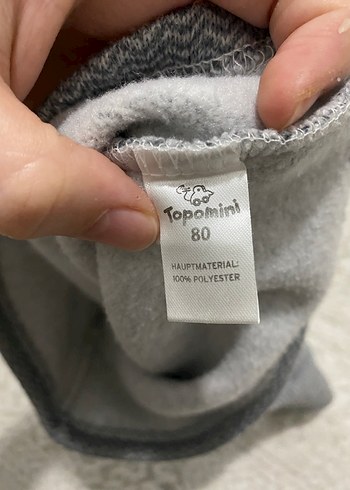 Topomini
80
HAUPTMATERIAL:
100% POLYESTER